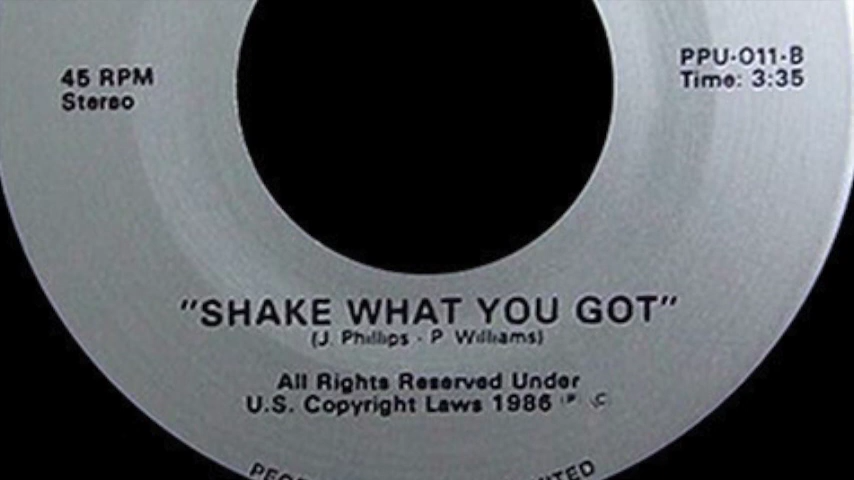 45 RPM
Stereo
PPU-011-B
Time: 3:35
"SHAKE WHAT YOU GOT"
(J. Phillips - P. Williams)
All Rights Reserved Under
U.S. Copyright Laws 1986 ℗ ©